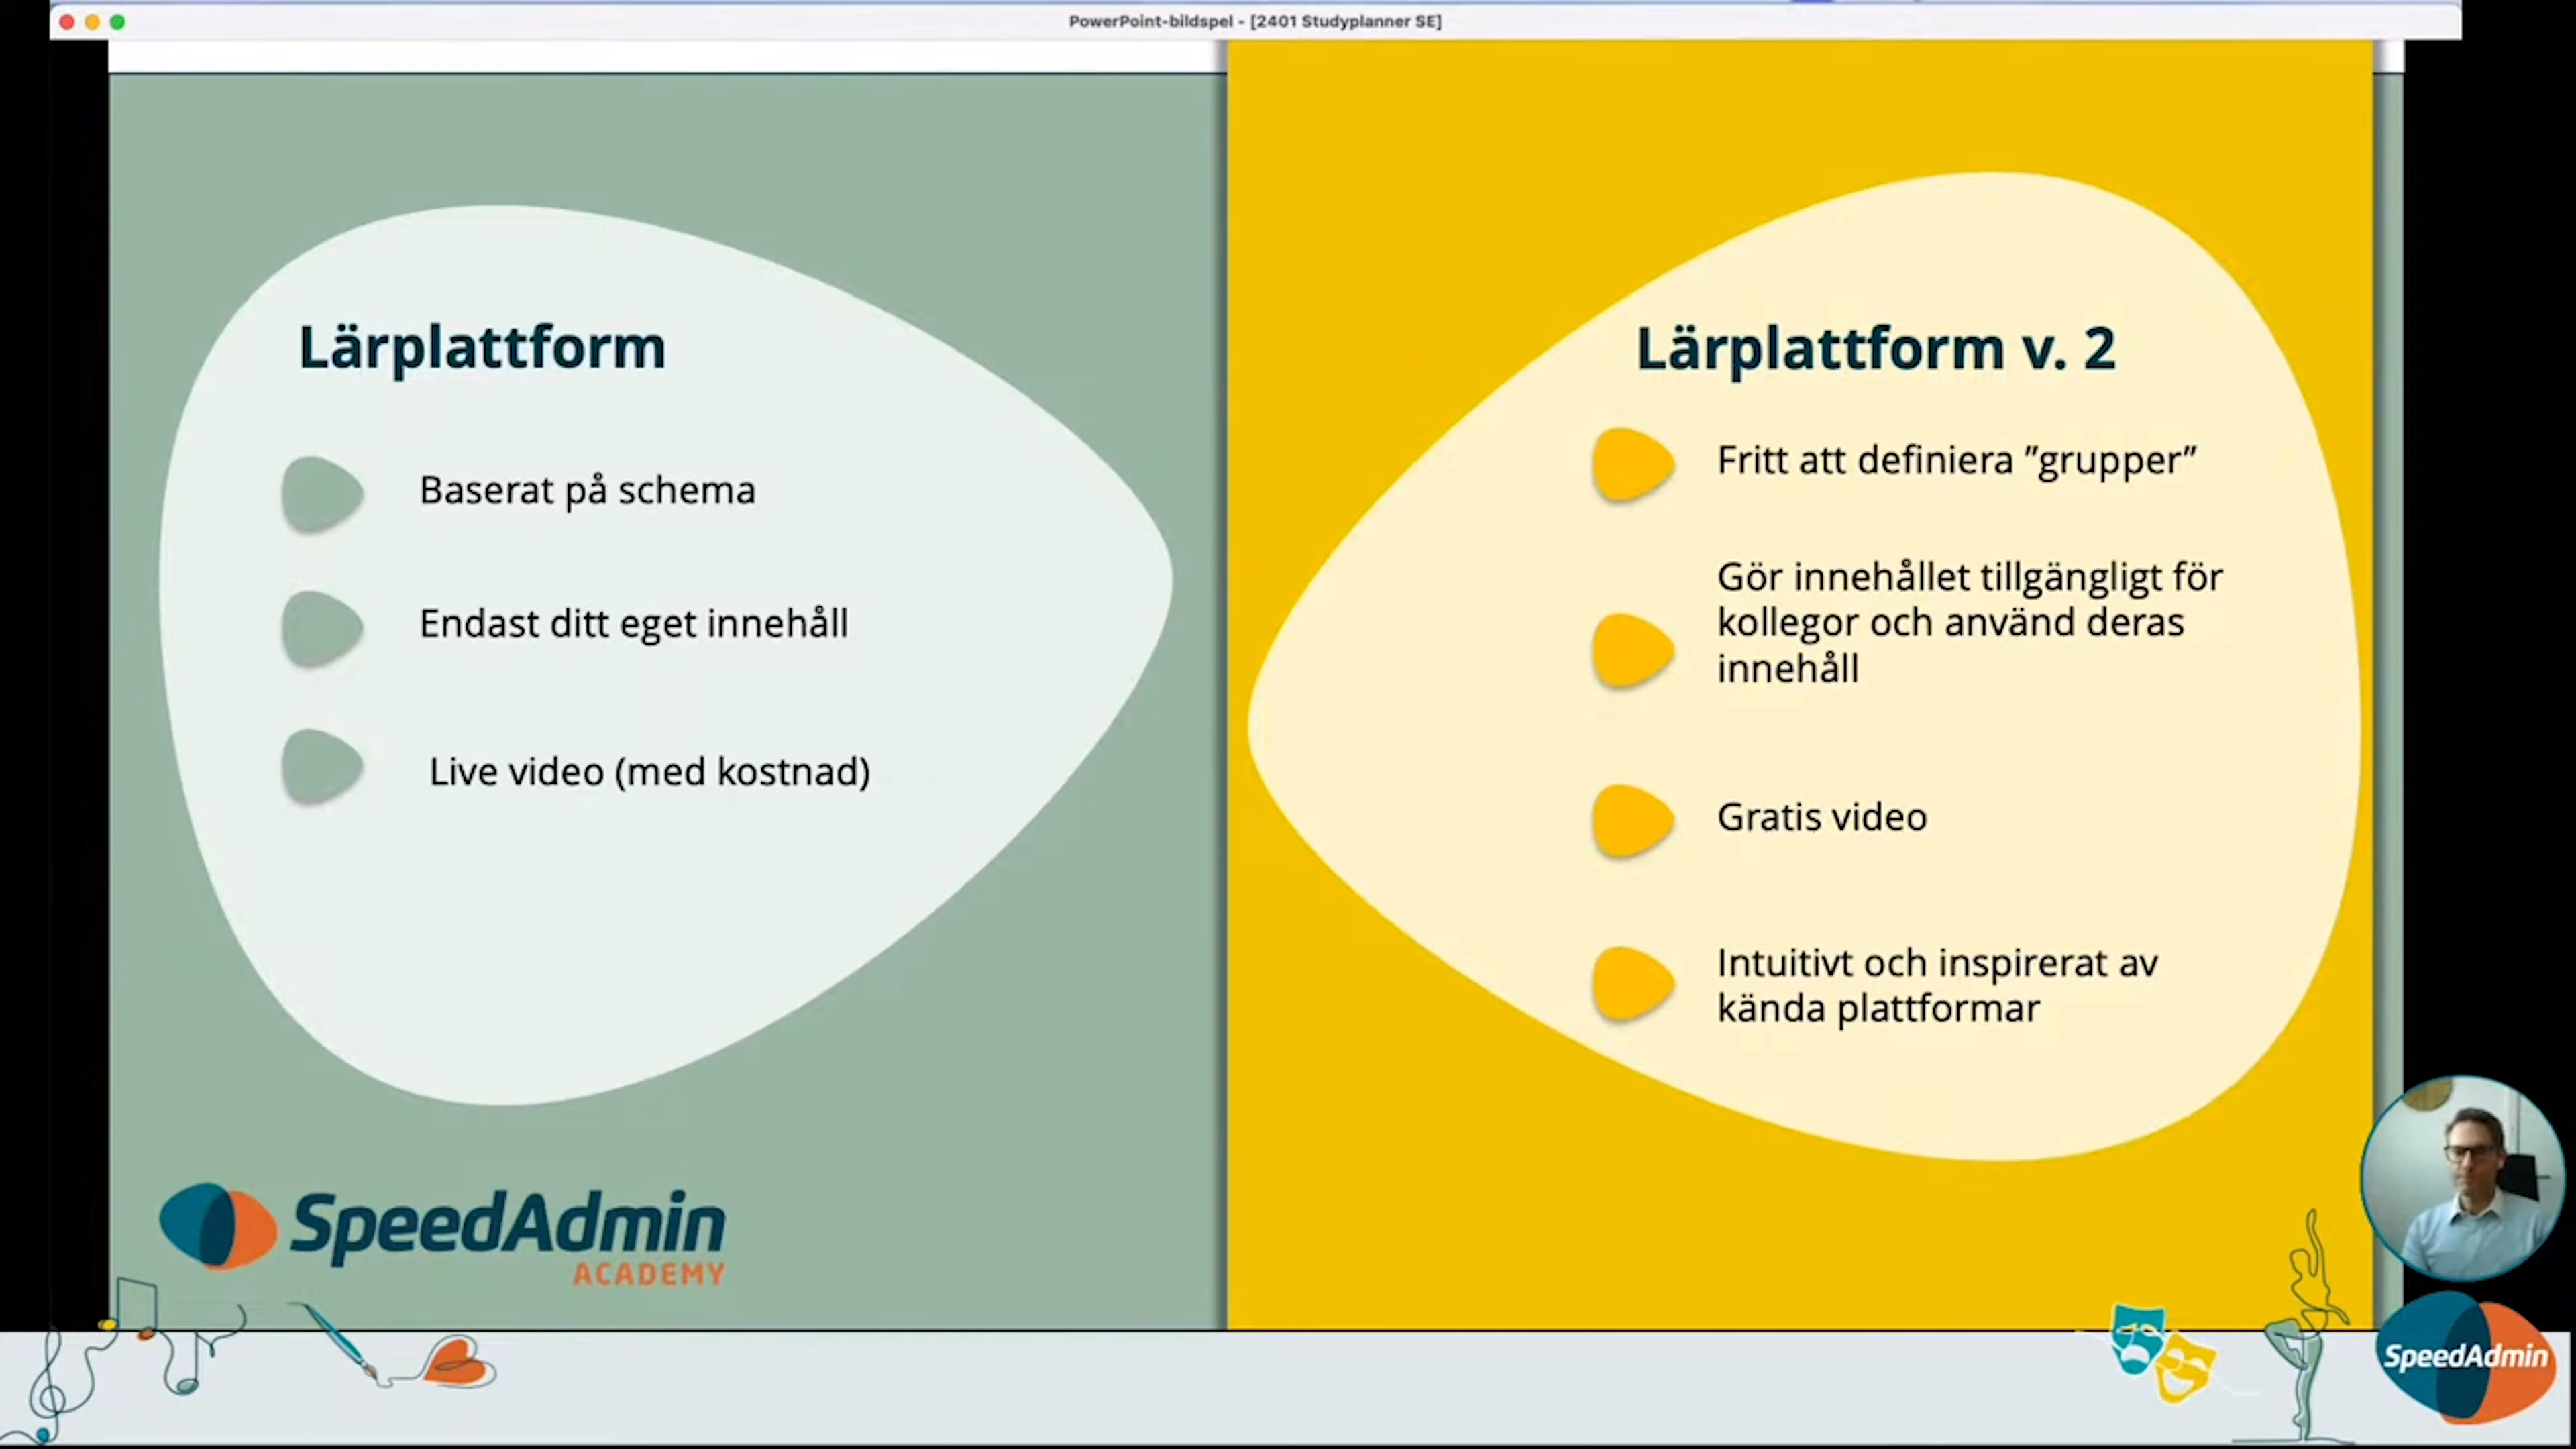 PowerPoint-bildspel - [2401 Studyplanner SE]
Lärplattform
Baserat på schema
Endast ditt eget innehåll
Live video (med kostnad)
SpeedAdmin
ACADEMY
Lärplattform v. 2
Fritt att definiera ”grupper”
Gör innehållet tillgängligt för
kollegor och använd deras
innehåll
Gratis video
Intuitivt och inspirerat av
kända plattformar
SpeedAdmin